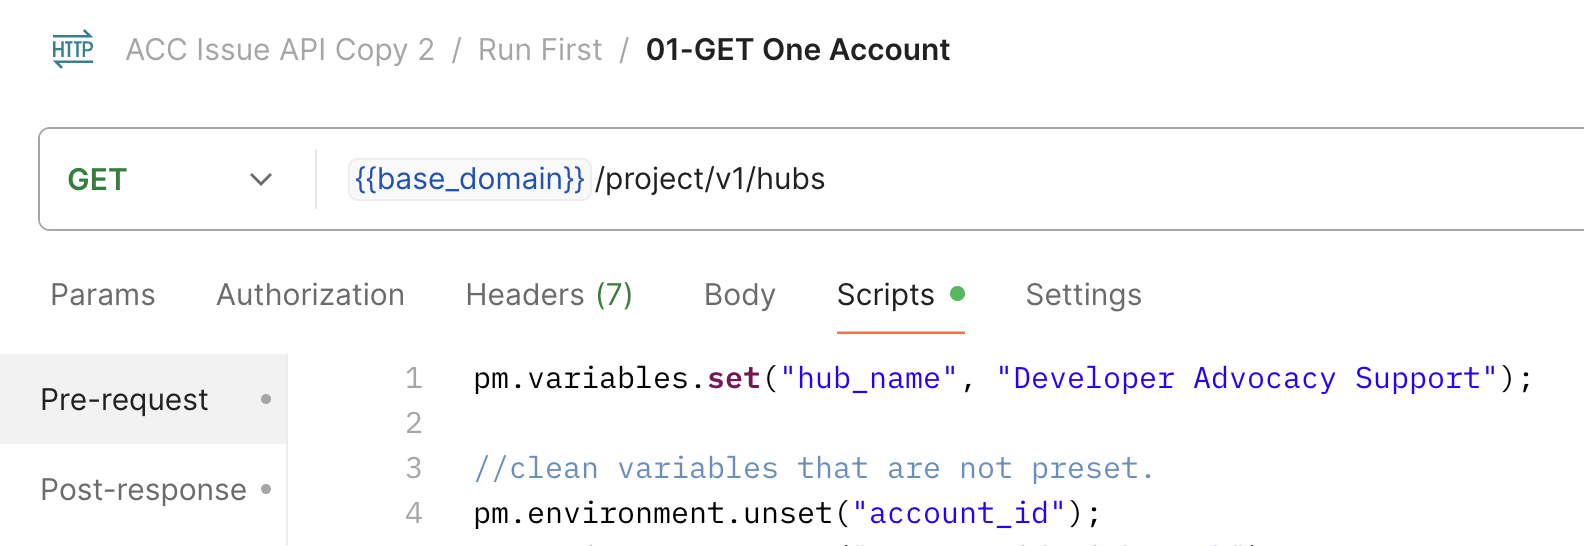 HTTP ACC Issue API Copy 2 / Run First / 01-GET One Account
GET {{base_domain}}/project/v1/hubs
Params Authorization Headers (7) Body Scripts Settings
Pre-request
Post-response
1 pm.variables.set("hub_name", "Developer Advocacy Support");
2
3 //clean variables that are not preset.
4 pm.environment.unset("account_id");